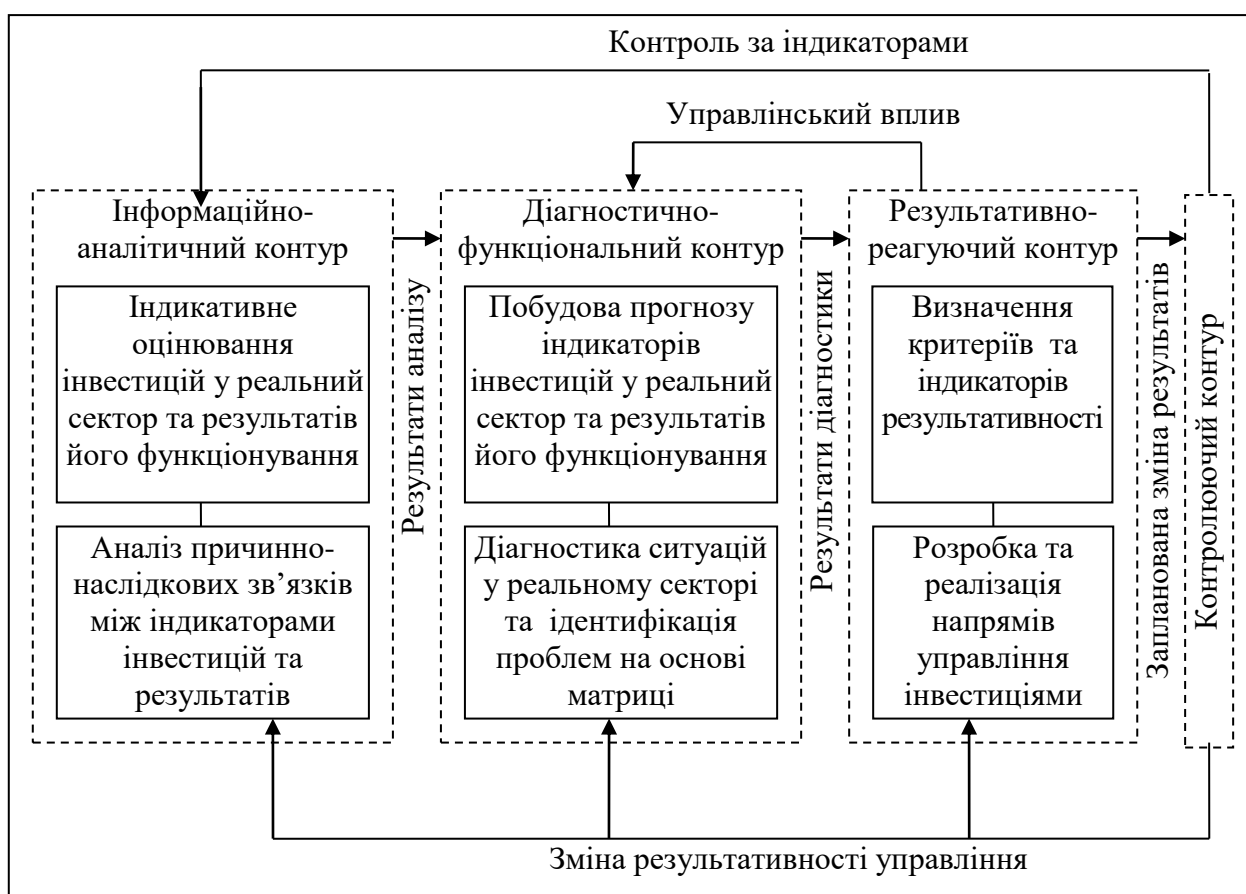 Контроль за індикаторами
Управлінський вплив
Інформаційно-
аналітичний контур
Індикативне
оцінювання
інвестицій у реальний
сектор та результатів
його функціонування
Аналіз причинно-
наслідкових зв’язків
між індикаторами
інвестицій та
результатів
Результати аналізу
Діагностично-
функціональний контур
Побудова прогнозу
індикаторів
інвестицій у реальний
сектор та результатів
його функціонування
Діагностика ситуацій
у реальному секторі
та ідентифікація
проблем на основі
матриці
Результати діагностики
Результативно-
реагуючий контур
Визначення
критеріїв та
індикаторів
результативності
Розробка та
реалізація
напрямів
управління
інвестиціями
Запланована зміна результатів
Контролюючий контур
Зміна результативності управління